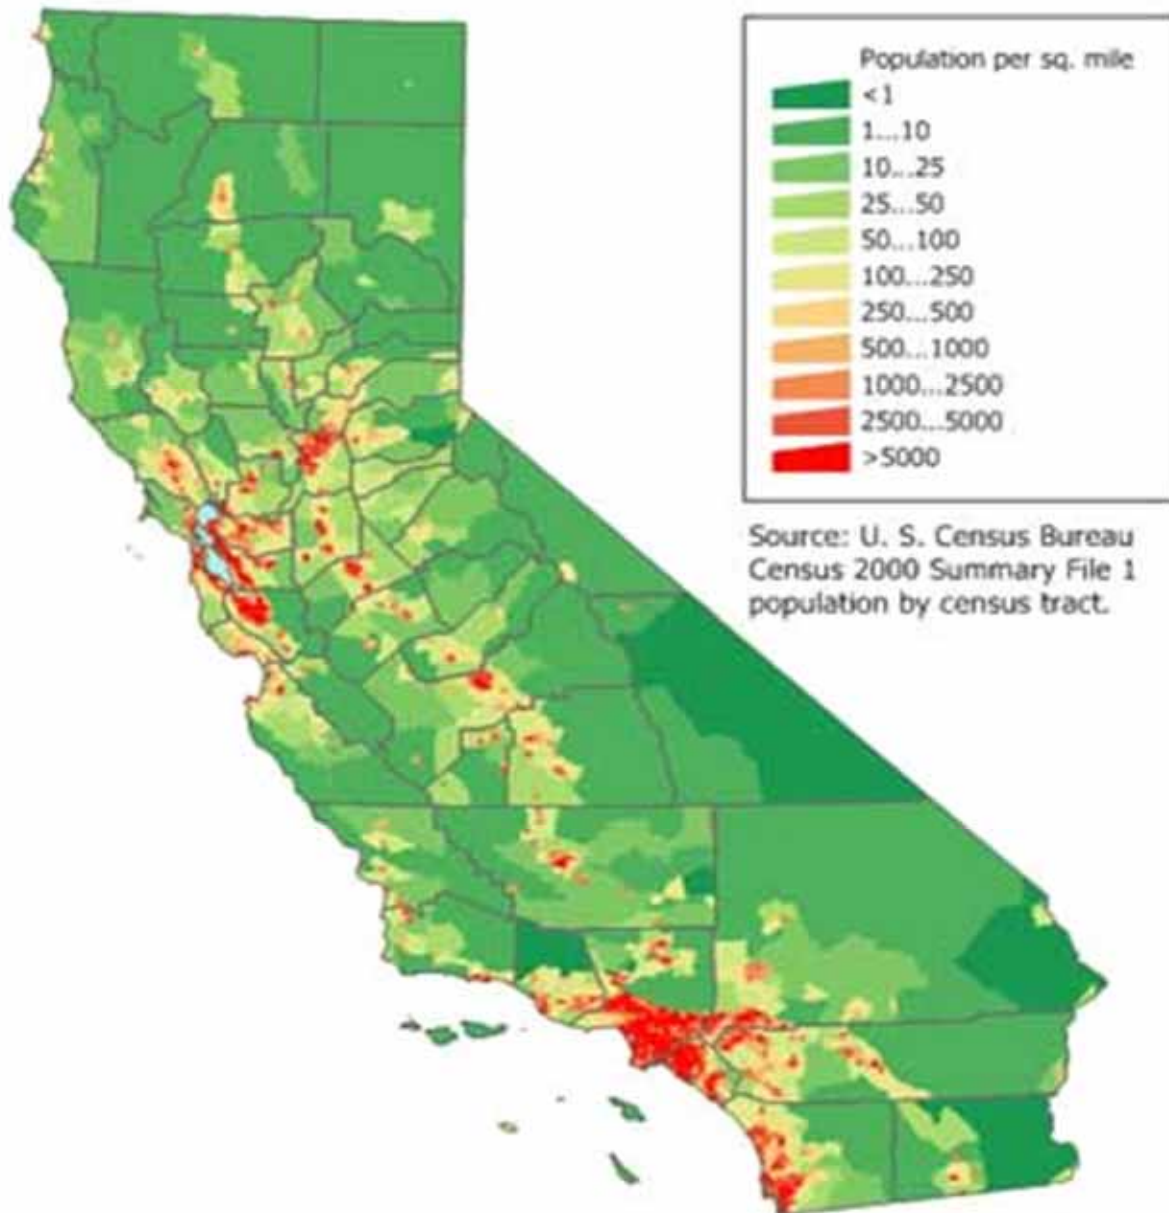 Population per sq. mile
<1
1...10
10...25
25...50
50...100
100...250
250...500
500...1000
1000...2500
2500...5000
>5000
Source: U. S. Census Bureau
Census 2000 Summary File 1
population by census tract.